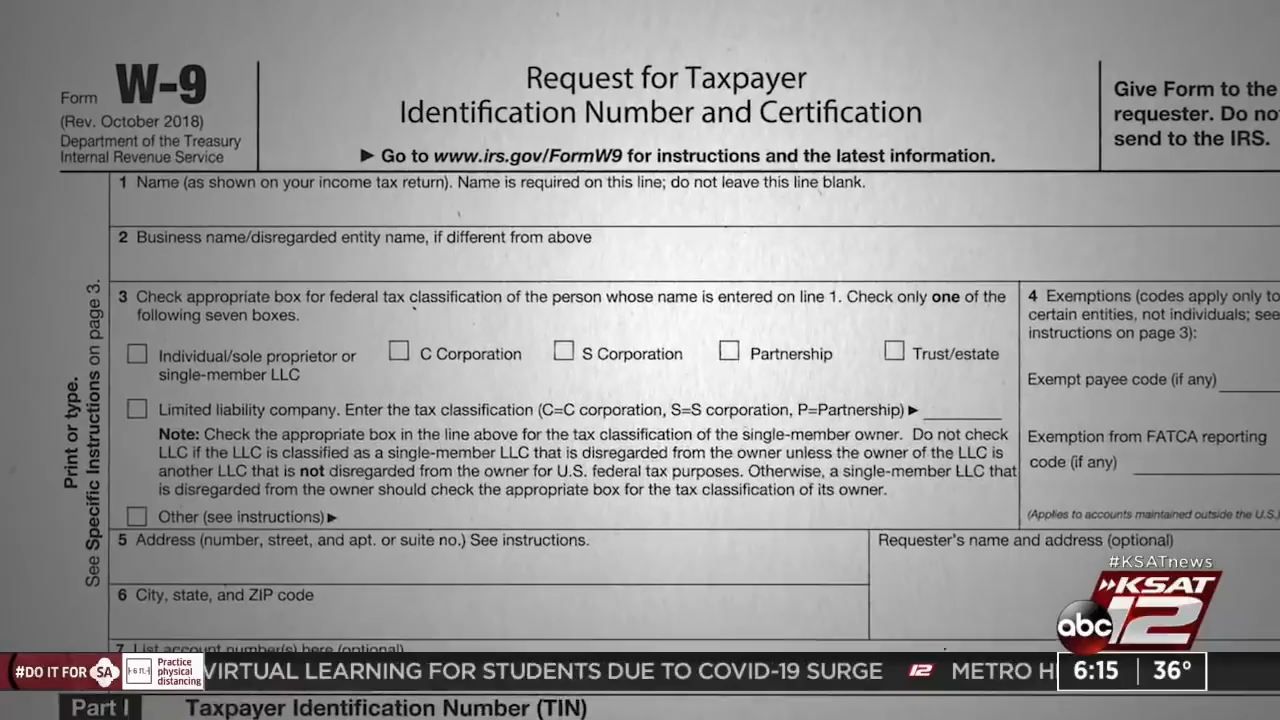 Form W-9
(Rev. October 2018)
Department of the Treasury
Internal Revenue Service
Request for Taxpayer
Identification Number and Certification
▶ Go to www.irs.gov/FormW9 for instructions and the latest information.
Give Form to the
requester. Do no
send to the IRS.
Print or type.
See Specific Instructions on page 3.
1 Name (as shown on your income tax return). Name is required on this line; do not leave this line blank.
2 Business name/disregarded entity name, if different from above
3 Check appropriate box for federal tax classification of the person whose name is entered on line 1. Check only one of the
following seven boxes.
Individual/sole proprietor or
single-member LLC
C Corporation
S Corporation
Partnership
Trust/estate
Limited liability company. Enter the tax classification (C=C corporation, S=S corporation, P=Partnership) ▶
Note: Check the appropriate box in the line above for the tax classification of the single-member owner. Do not check
LLC if the LLC is classified as a single-member LLC that is disregarded from the owner unless the owner of the LLC is
another LLC that is not disregarded from the owner for U.S. federal tax purposes. Otherwise, a single-member LLC that
is disregarded from the owner should check the appropriate box for the tax classification of its owner.
Other (see instructions) ▶
4 Exemptions (codes apply only to
certain entities, not individuals; see
instructions on page 3):
Exempt payee code (if any)
Exemption from FATCA reporting
code (if any)
(Applies to accounts maintained outside the U.S.)
5 Address (number, street, and apt. or suite no.) See instructions.
Requester's name and address (optional)
6 City, state, and ZIP code
7 List account number(s) here (optional)
#KSATnews
KSAT
abc 12
#DO IT FOR SA
6 ft.
Practice
physical
distancing
VIRTUAL LEARNING FOR STUDENTS DUE TO COVID-19 SURGE 12 METRO H
6:15 36°
Part I Taxpayer Identification Number (TIN)